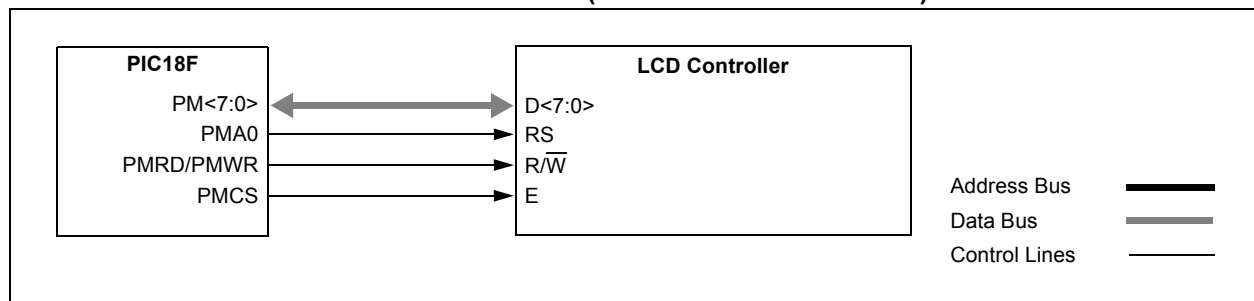 PIC18F
LCD Controller
PM<7:0>
D<7:0>
PMA0
RS
PMRD/PMWR
R/W̅
PMCS
E
Address Bus
Data Bus
Control Lines